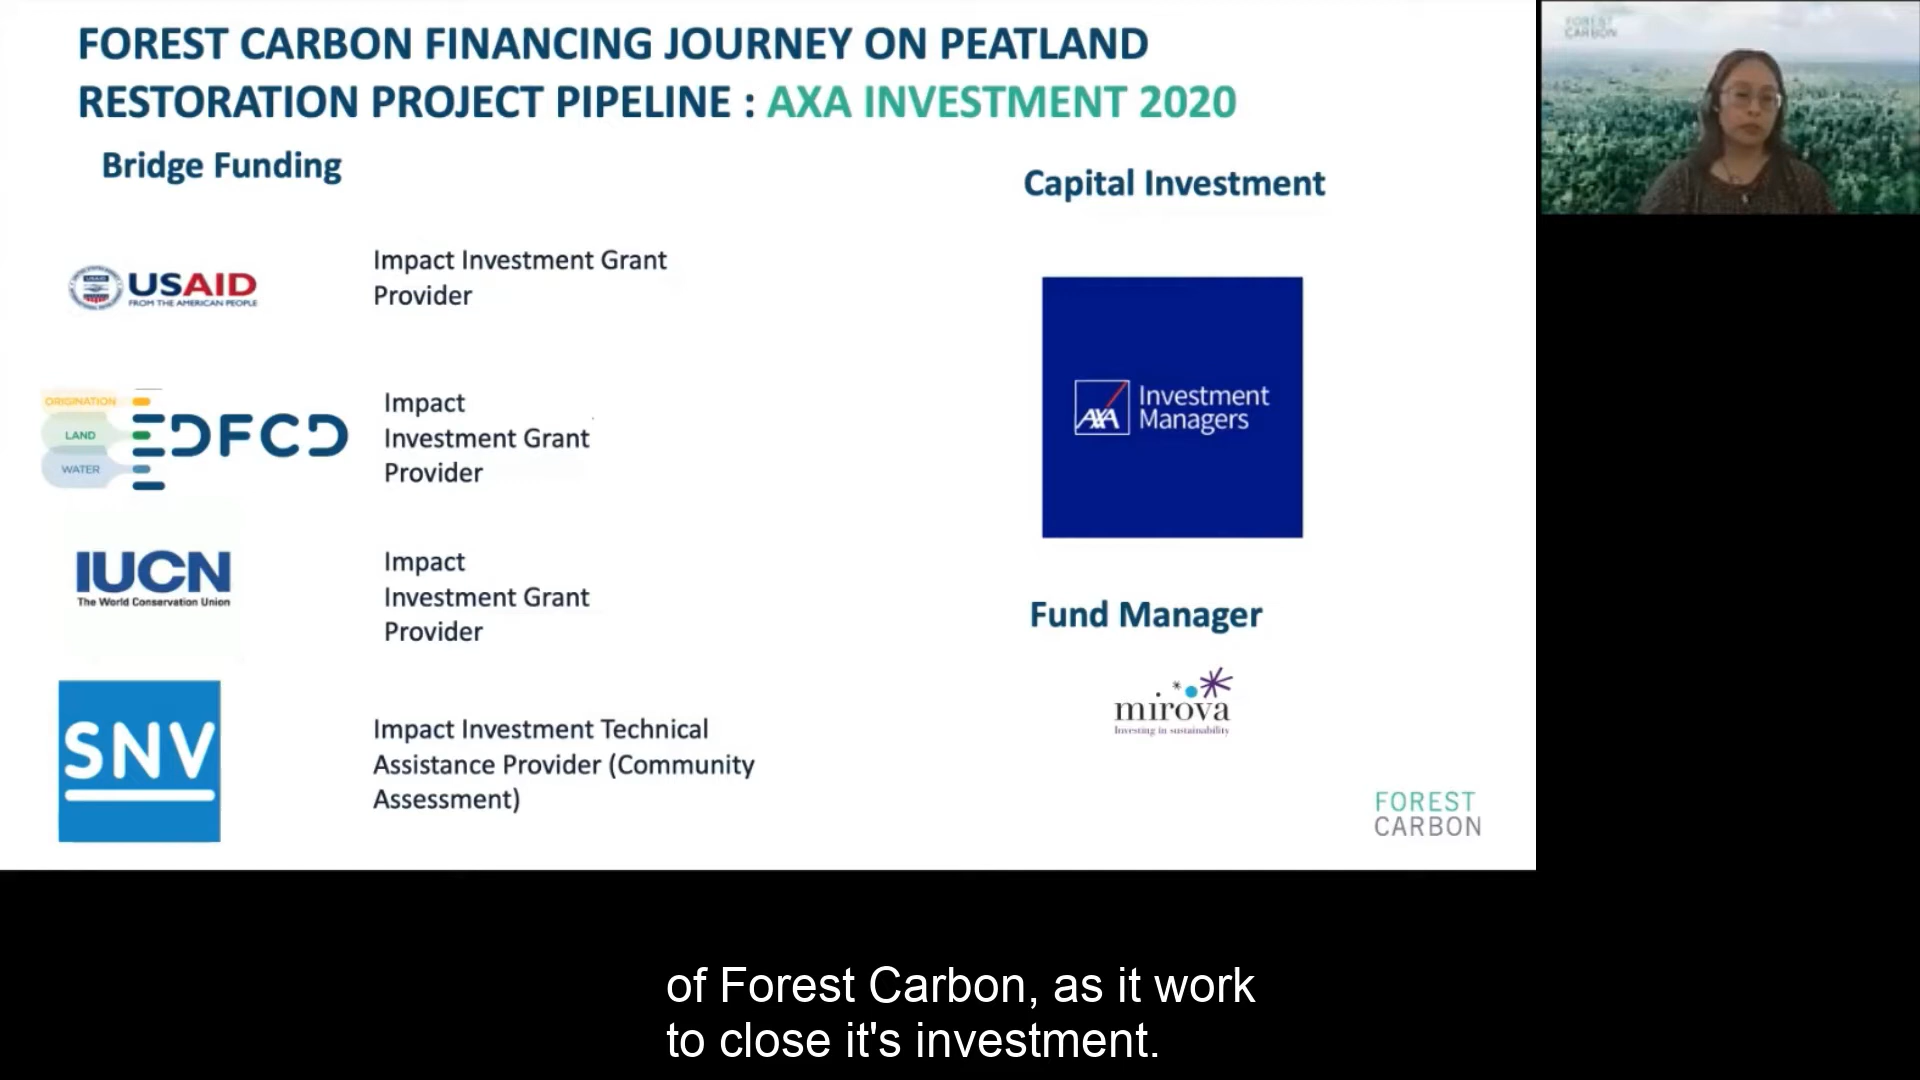 FOREST CARBON FINANCING JOURNEY ON PEATLAND
RESTORATION PROJECT PIPELINE : AXA INVESTMENT 2020
Bridge Funding
USAID
FROM THE AMERICAN PEOPLE
Impact Investment Grant
Provider
ORIGINATION
LAND
WATER
DFCD
Impact
Investment Grant
Provider
IUCN
The World Conservation Union
Impact
Investment Grant
Provider
SNV
Impact Investment Technical
Assistance Provider (Community
Assessment)
Capital Investment
AXA
Investment
Managers
Fund Manager
mirova
Investing in sustainability
FOREST
CARBON
FOREST
CARBON
of Forest Carbon, as it work
to close it's investment.